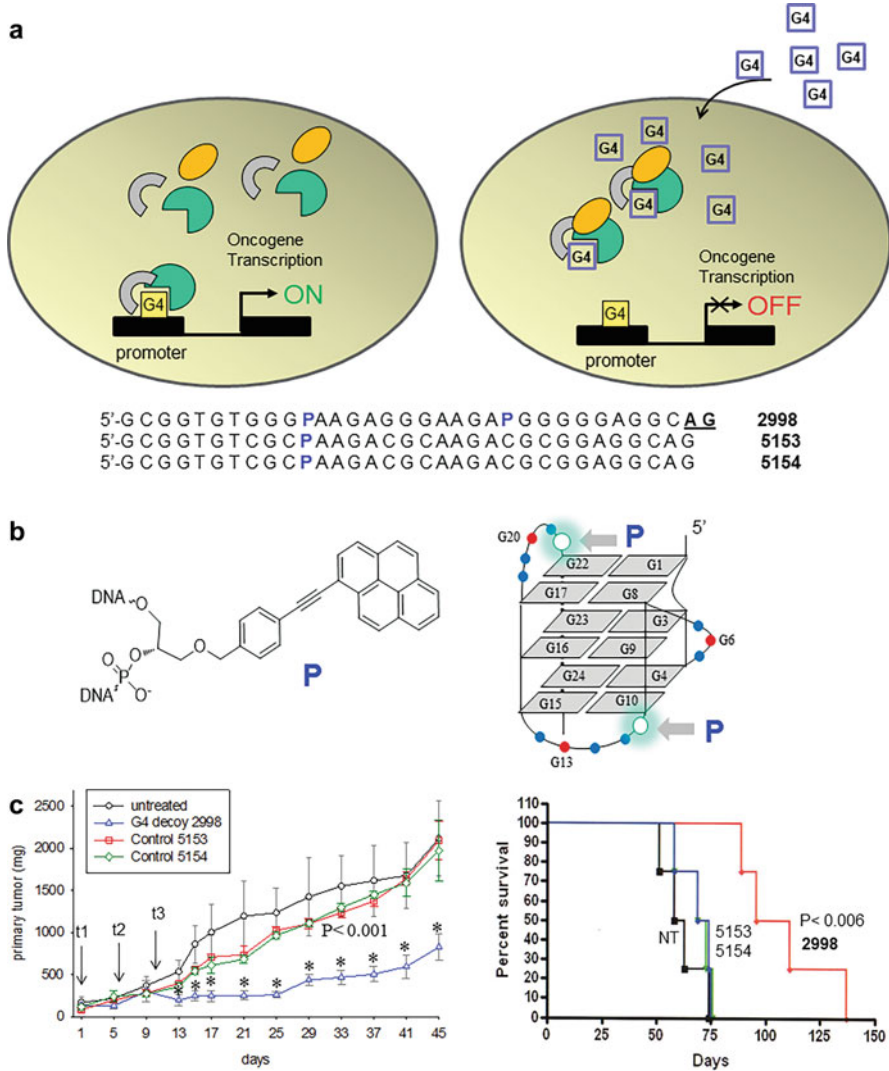 a
G4
G4 G4 G4
G4
G4 G4 G4
G4
G4
G4
Oncogene
Transcription
ON
G4
promoter
Oncogene
Transcription
OFF
G4
promoter
5'-GCGGTGTGGGPAAGAGGGAAGAPGGGGGAGGCAG 2998
5'-GCGGTGTCGCPAAGACGCAAGACGCGGAGGCAG 5153
5'-GCGGTGTCGCPAAGACGCAAGACGCGGAGGCAG 5154
b
DNA
O
O
O
P
O
O-
DNA
P
G20
P
5'
G22 G1
G17 G8
G23 G3
G6
G16 G9
G24 G4
G15 G10
P
G13
c
primary tumor (mg)
2500
2000
1500
1000
500
0
untreated
G4 decoy 2998
Control 5153
Control 5154
t1
t2
t3
P< 0.001
* * * * * * * * *
1 5 9 13 17 21 25 29 33 37 41 45
days
Percent survival
110
100
90
80
70
60
50
40
30
20
10
0
NT
5153
5154
P< 0.006
2998
0 25 50 75 100 125 150
Days